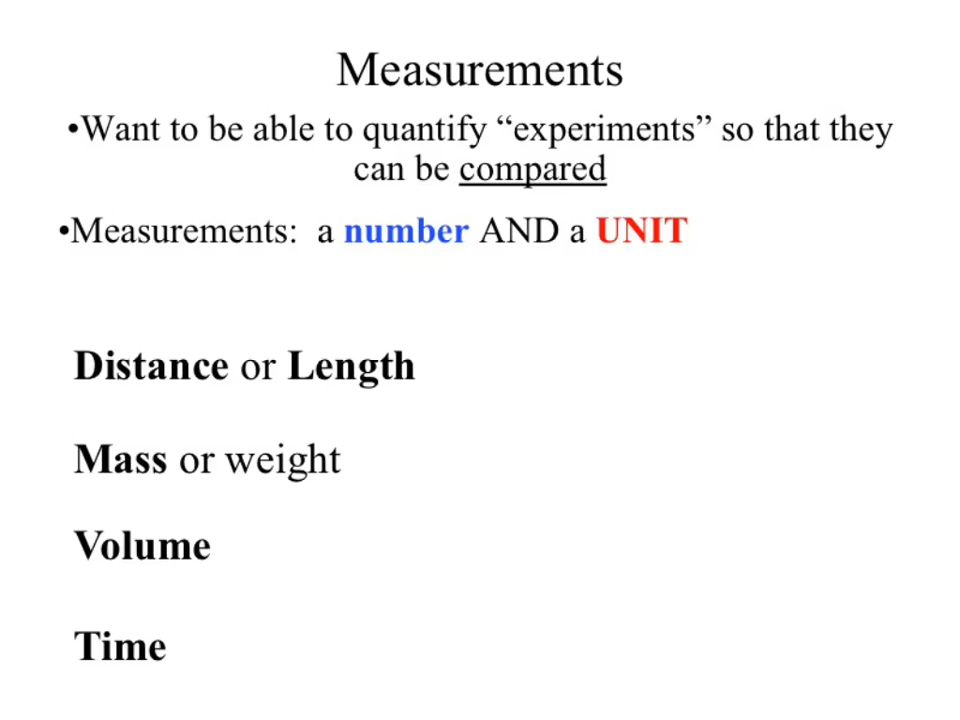 Measurements
•Want to be able to quantify “experiments” so that they
can be compared
•Measurements:  a number AND a UNIT
Distance or Length
Mass or weight
Volume
Time